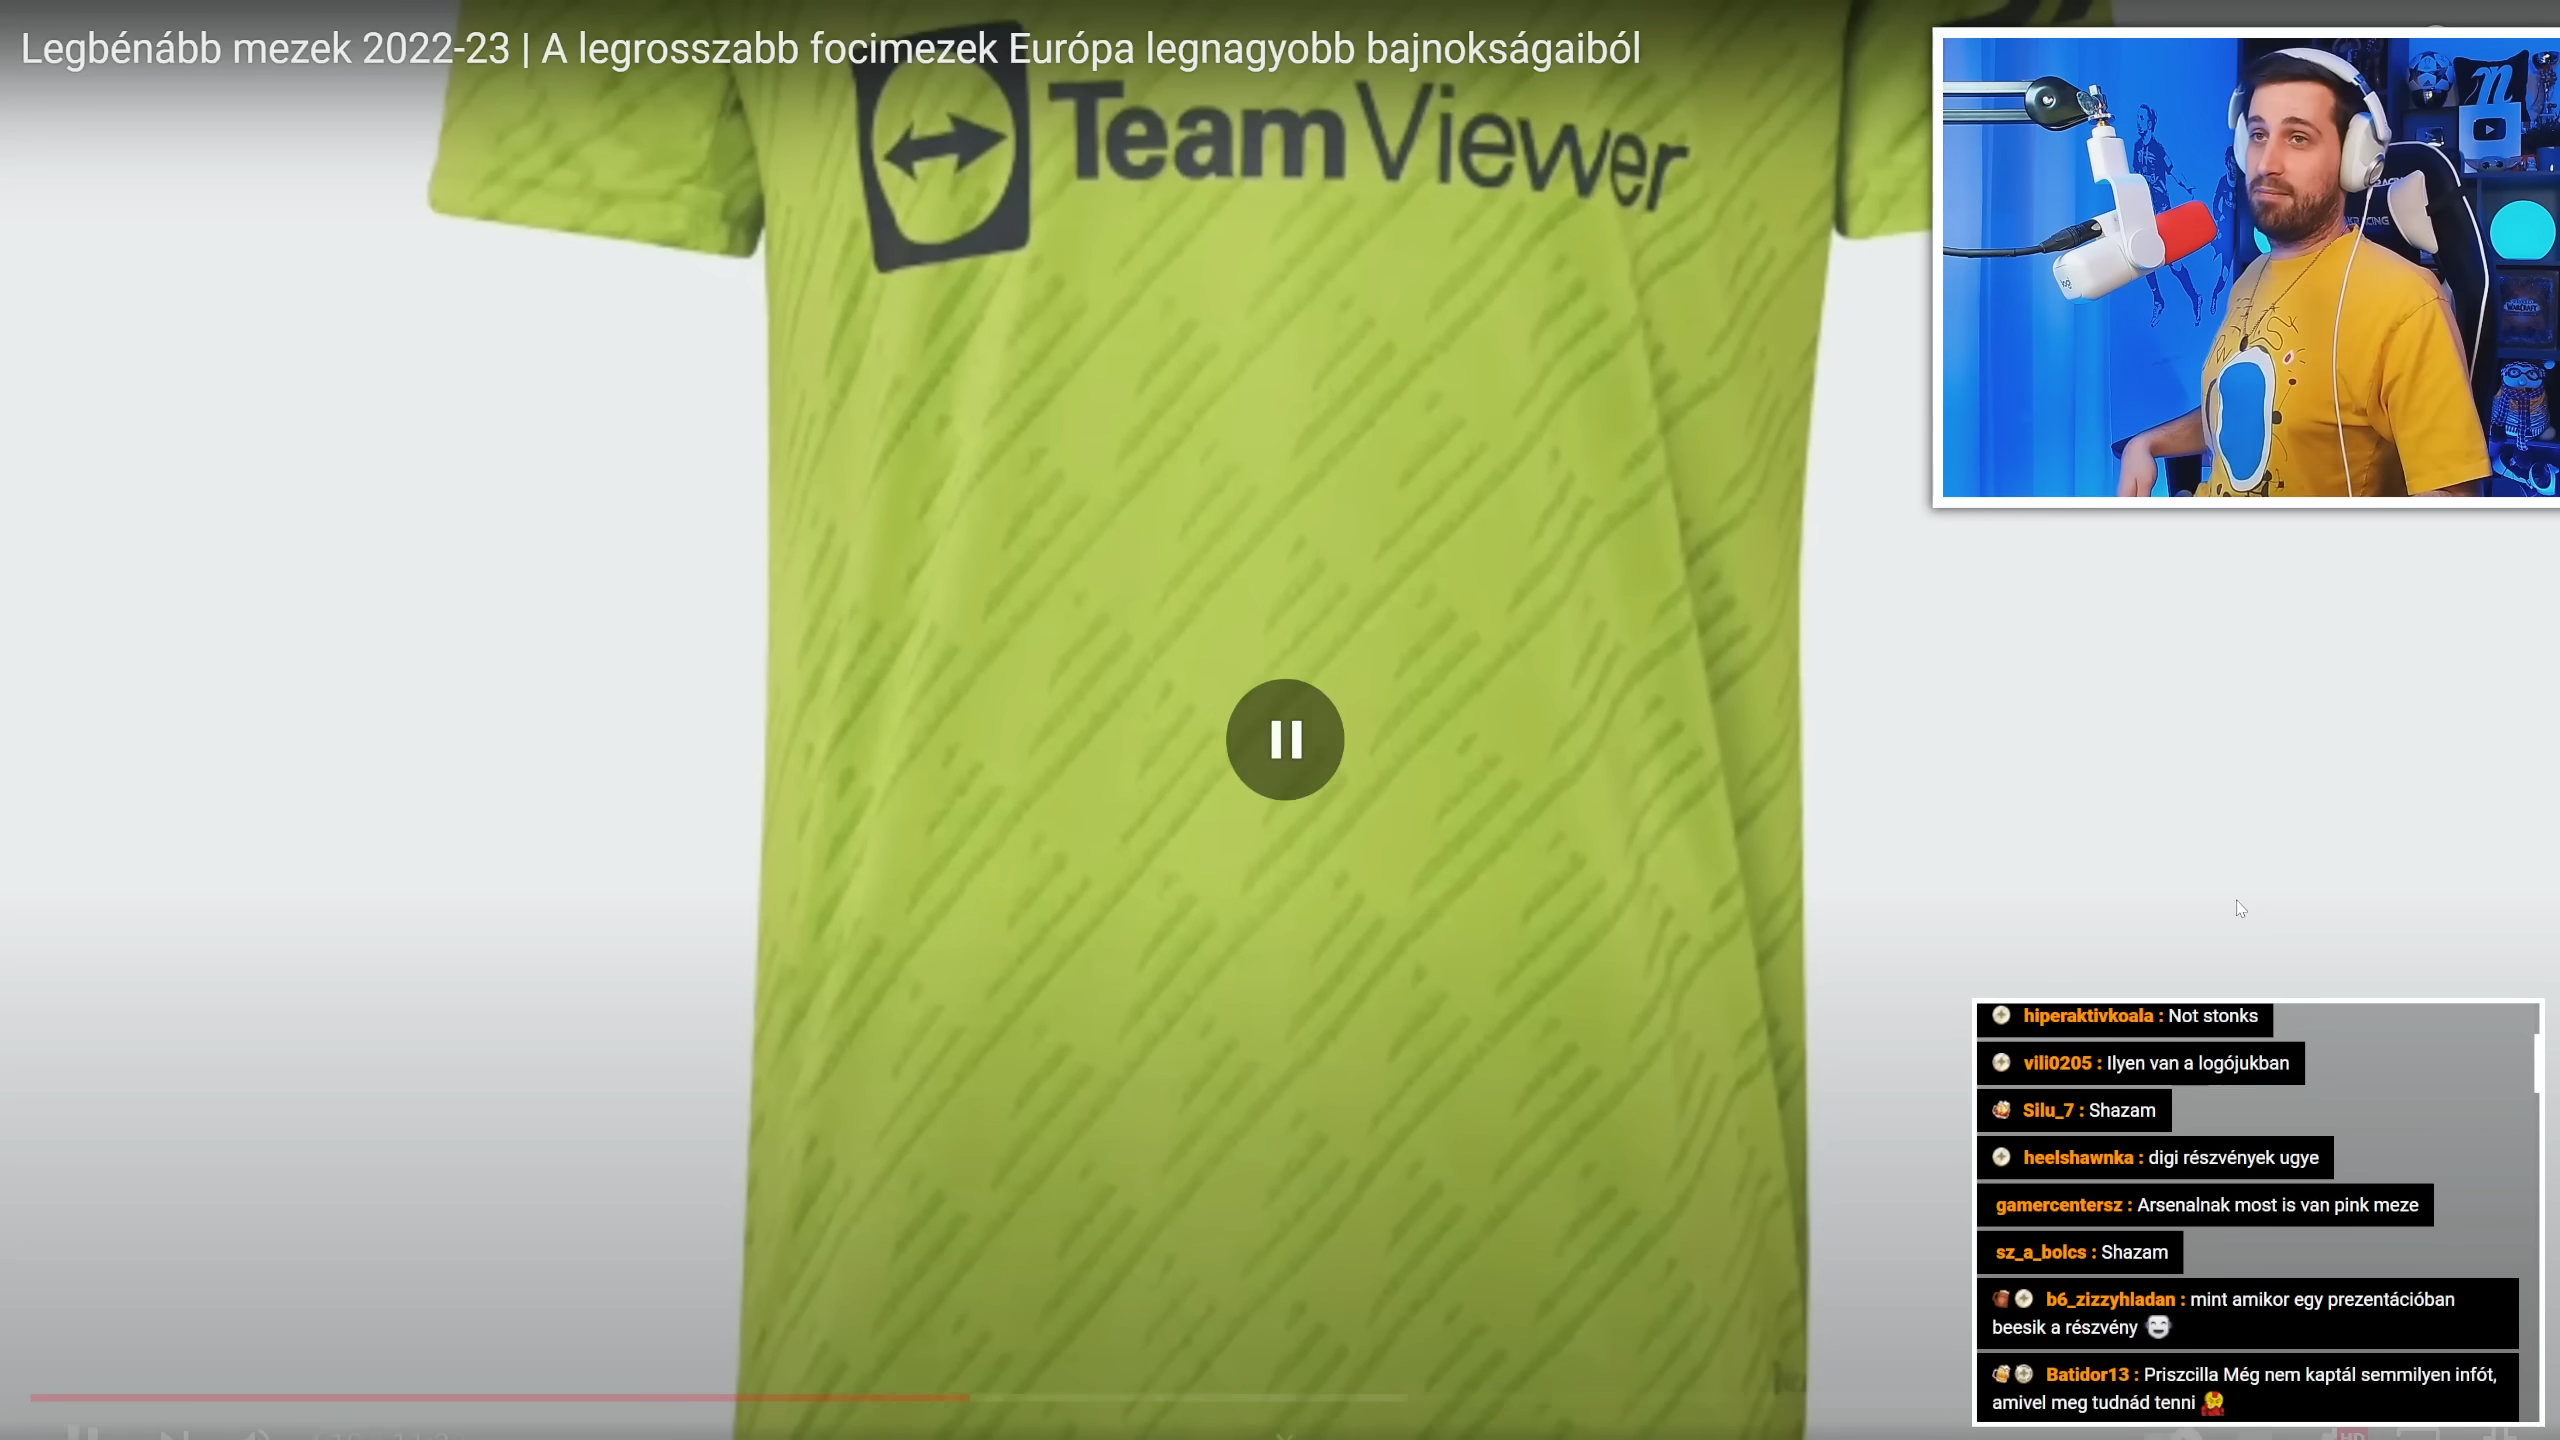 Legbénább mezek 2022-23 | A legrosszabb focimezek Európa legnagyobb bajnokságaiból
TeamViewer
hiperaktivkoala : Not stonks
vili0205 : Ilyen van a logójukban
Silu_7 : Shazam
heelshawnka : digi részvények ugye
gamercentersz : Arsenalnak most is van pink meze
sz_a_bolcs : Shazam
b6_zizzyhladan : mint amikor egy prezentációban
beesik a részvény
Batidor13 : Priszcilla Még nem kaptál semmilyen infót,
amivel meg tudnád tenni
HD